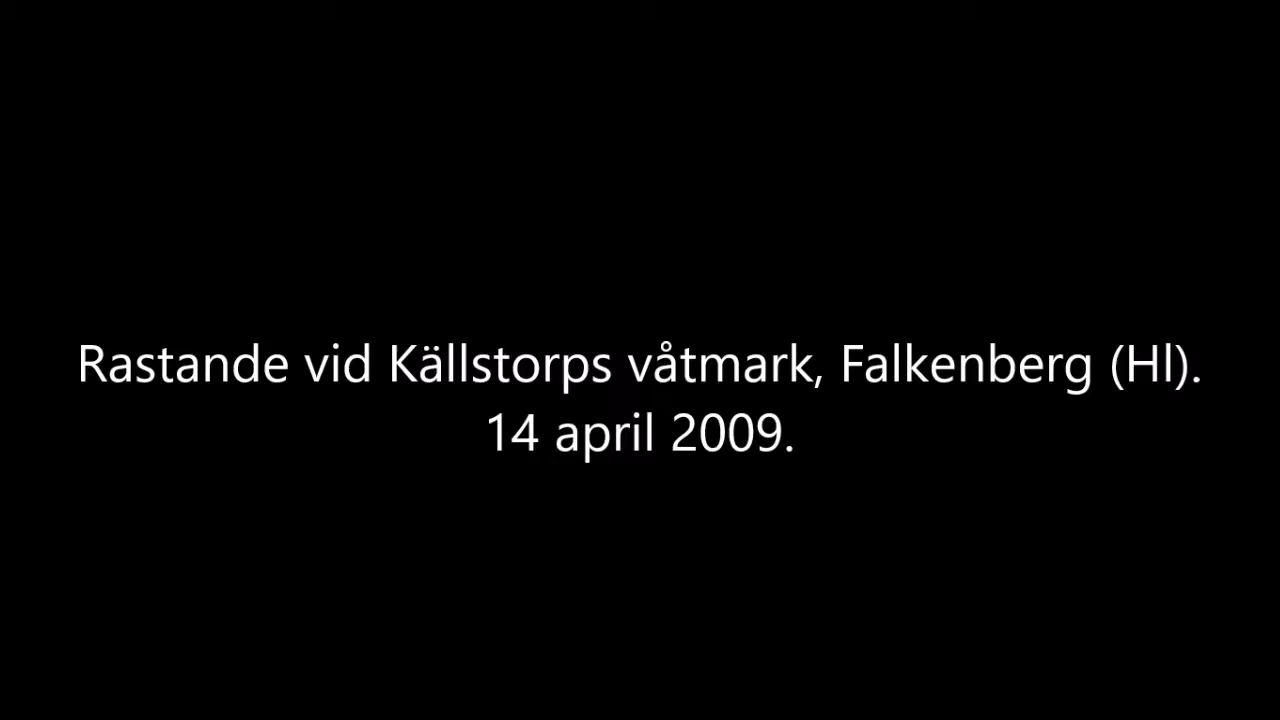 Rastande vid Källstorps våtmark, Falkenberg (Hl).
14 april 2009.